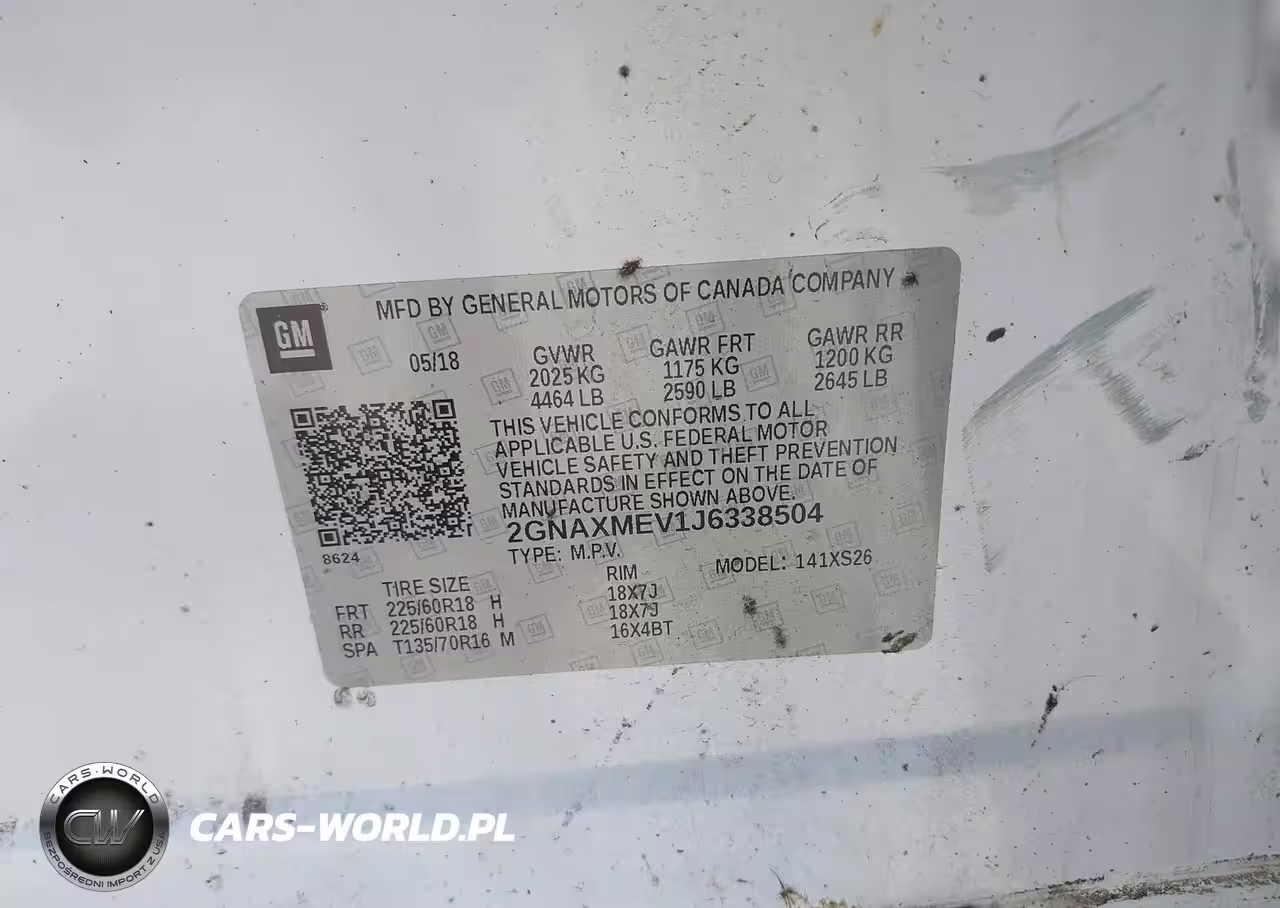 MFD BY GENERAL MOTORS OF CANADA COMPANY
GM
05/18
GVWR
2025 KG
4464 LB
GAWR FRT
1175 KG
2590 LB
GAWR RR
1200 KG
2645 LB
THIS VEHICLE CONFORMS TO ALL
APPLICABLE U.S. FEDERAL MOTOR
VEHICLE SAFETY AND THEFT PREVENTION
STANDARDS IN EFFECT ON THE DATE OF
MANUFACTURE SHOWN ABOVE.
2GNAXMEV1J6338504
8624
TYPE: M.P.V. MODEL: 141XS26
TIRE SIZE RIM
FRT 225/60R18 H 18X7J
RR 225/60R18 H 18X7J
SPA T135/70R16 M 16X4BT
CARS-WORLD
CW
BEZPOŚREDNI IMPORT Z USA
CARS-WORLD.PL